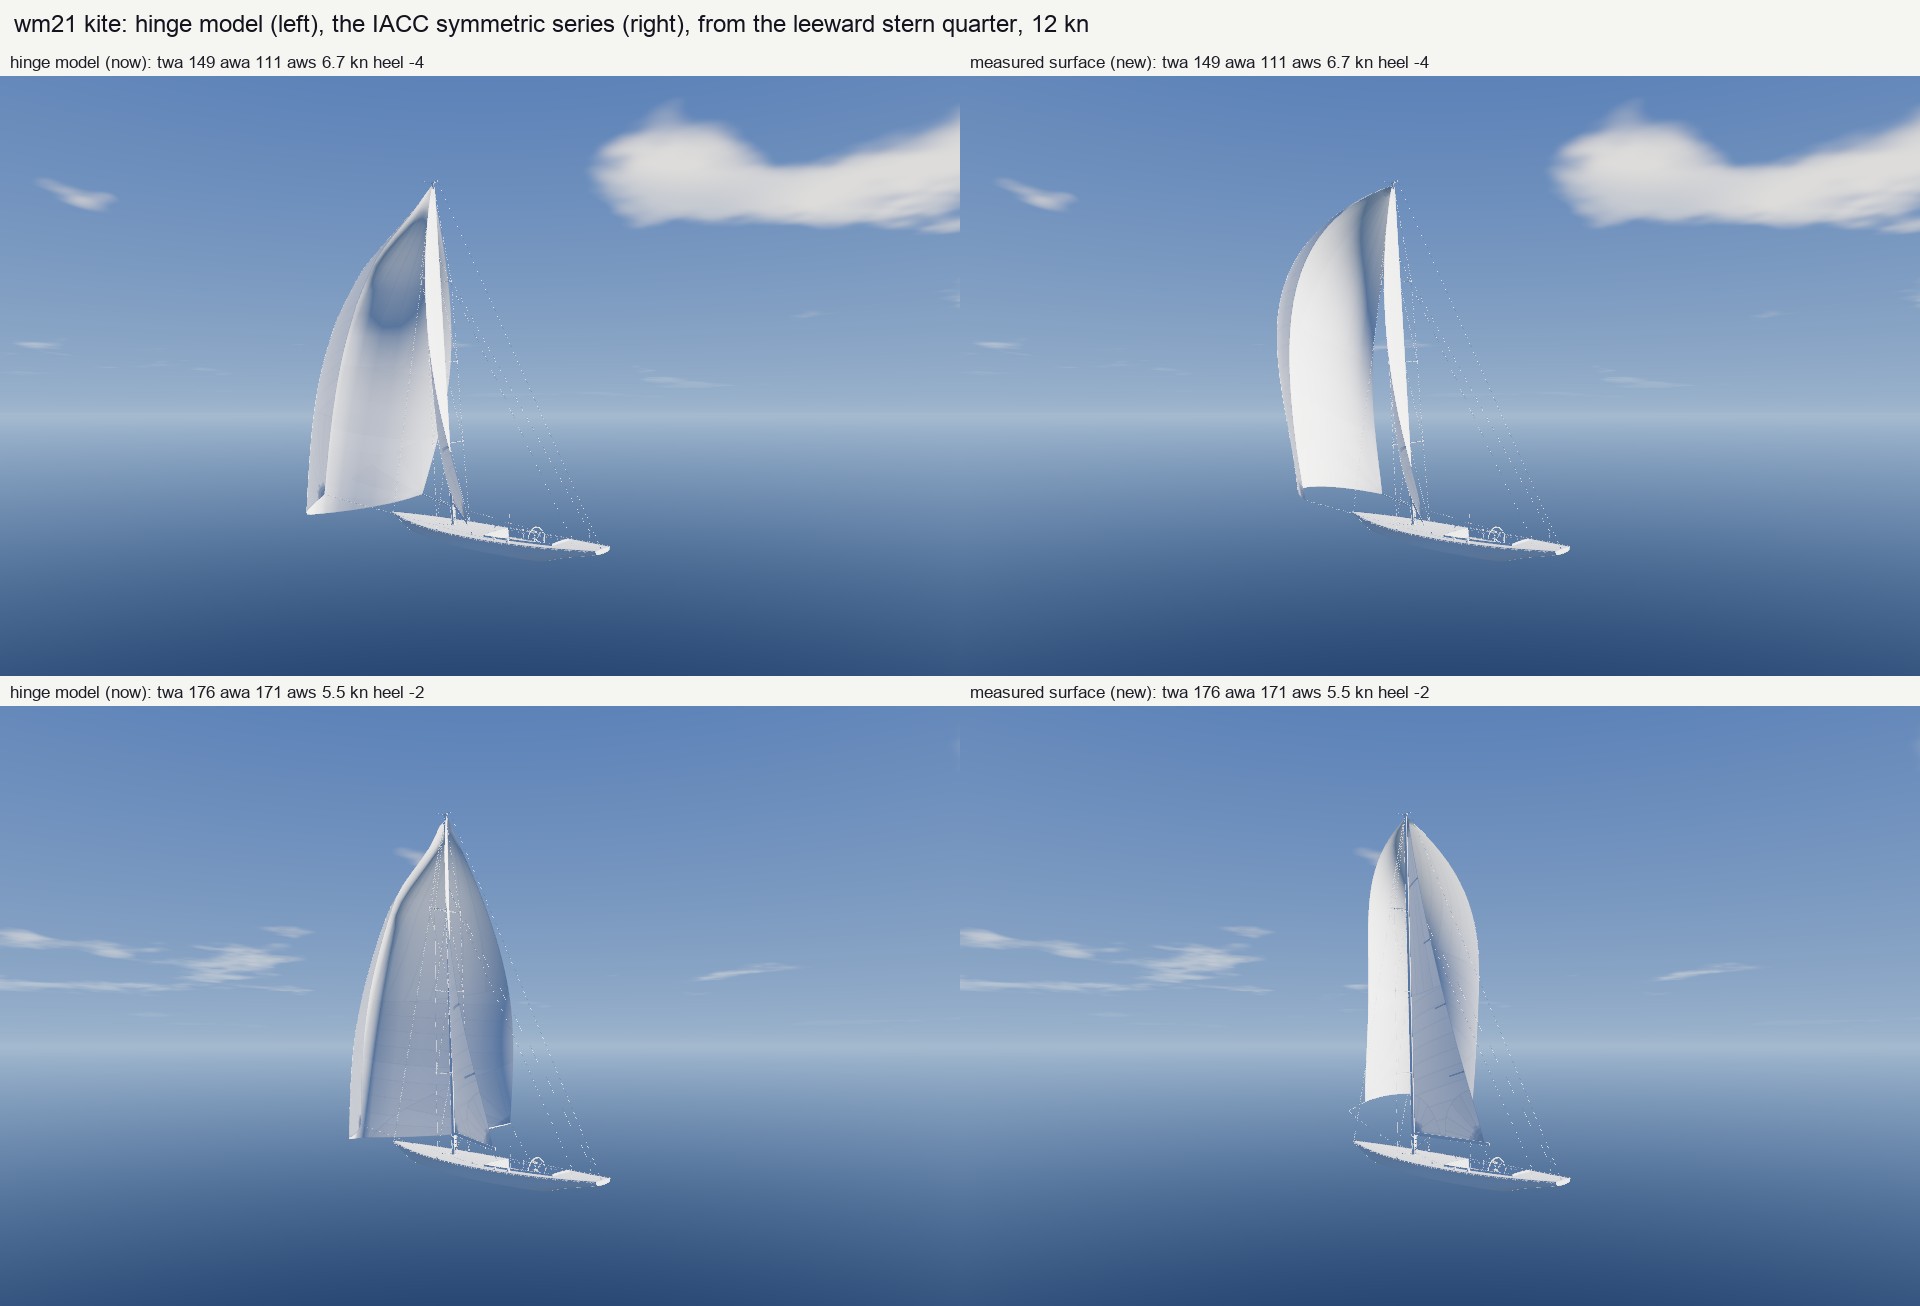 wm21 kite: hinge model (left), the IACC symmetric series (right), from the leeward stern quarter, 12 kn
hinge model (now): twa 149 awa 111 aws 6.7 kn heel -4
measured surface (new): twa 149 awa 111 aws 6.7 kn heel -4
hinge model (now): twa 176 awa 171 aws 5.5 kn heel -2
measured surface (new): twa 176 awa 171 aws 5.5 kn heel -2